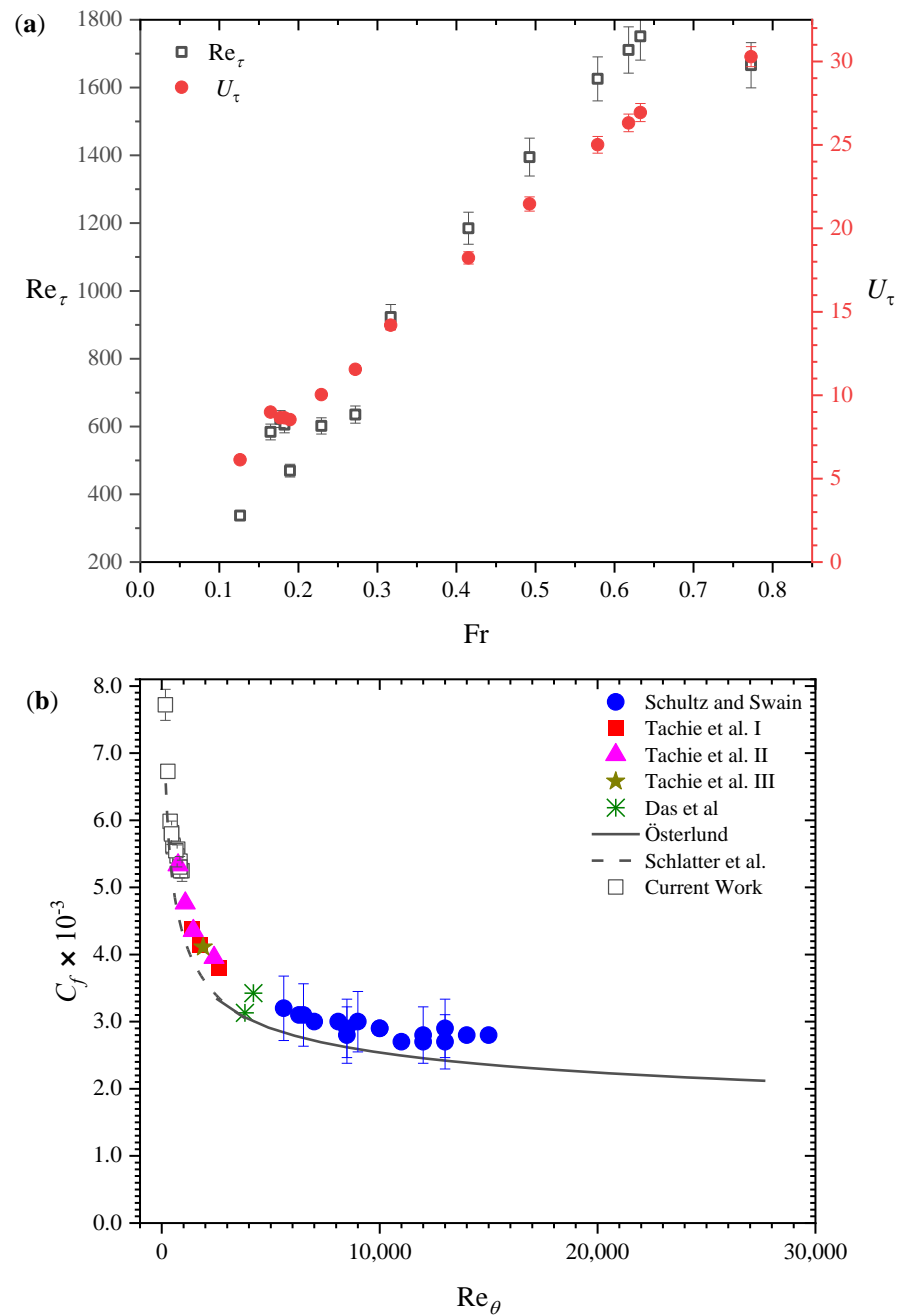 (a)
Re_τ
U_τ
1800
1600
1400
1200
1000
800
600
400
200
Re_τ
30
25
20
15
10
5
0
U_τ
0.0 0.1 0.2 0.3 0.4 0.5 0.6 0.7 0.8
Fr
(b)
8.0
7.0
6.0
5.0
4.0
3.0
2.0
1.0
0.0
C_f × 10⁻³
Schultz and Swain
Tachie et al. I
Tachie et al. II
Tachie et al. III
Das et al
Österlund
Schlatter et al.
Current Work
0 10,000 20,000 30,000
Re_θ